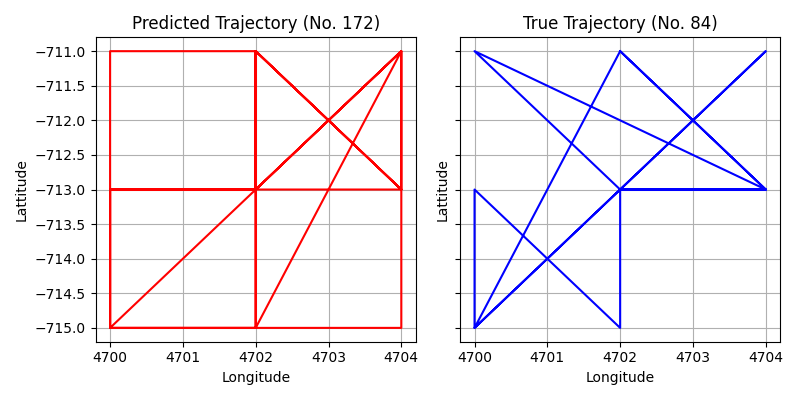 Predicted Trajectory (No. 172)
True Trajectory (No. 84)
Lattitude
−711.0
−711.5
−712.0
−712.5
−713.0
−713.5
−714.0
−714.5
−715.0
4700 4701 4702 4703 4704
Longitude
Lattitude
4700 4701 4702 4703 4704
Longitude